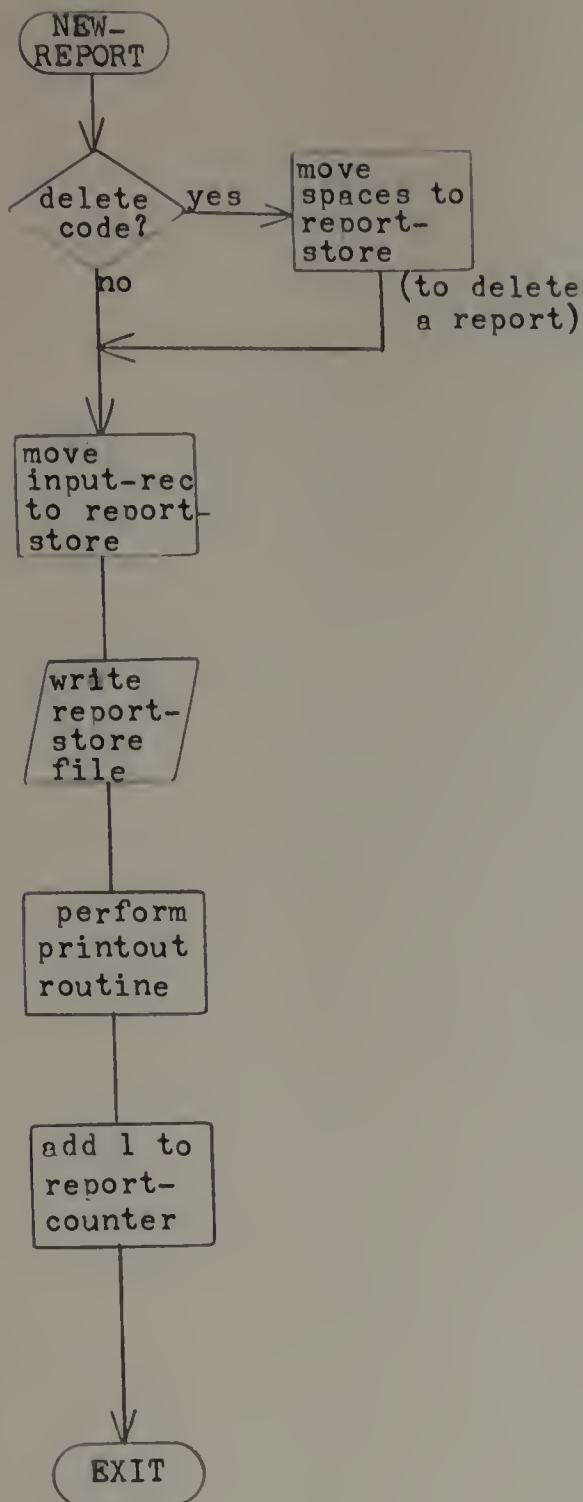 NEW-
REPORT
delete
code?
yes
move
spaces to
report-
store
(to delete
a report)
no
move
input-rec
to report-
store
write
report-
store
file
perform
printout
routine
add 1 to
report-
counter
EXIT